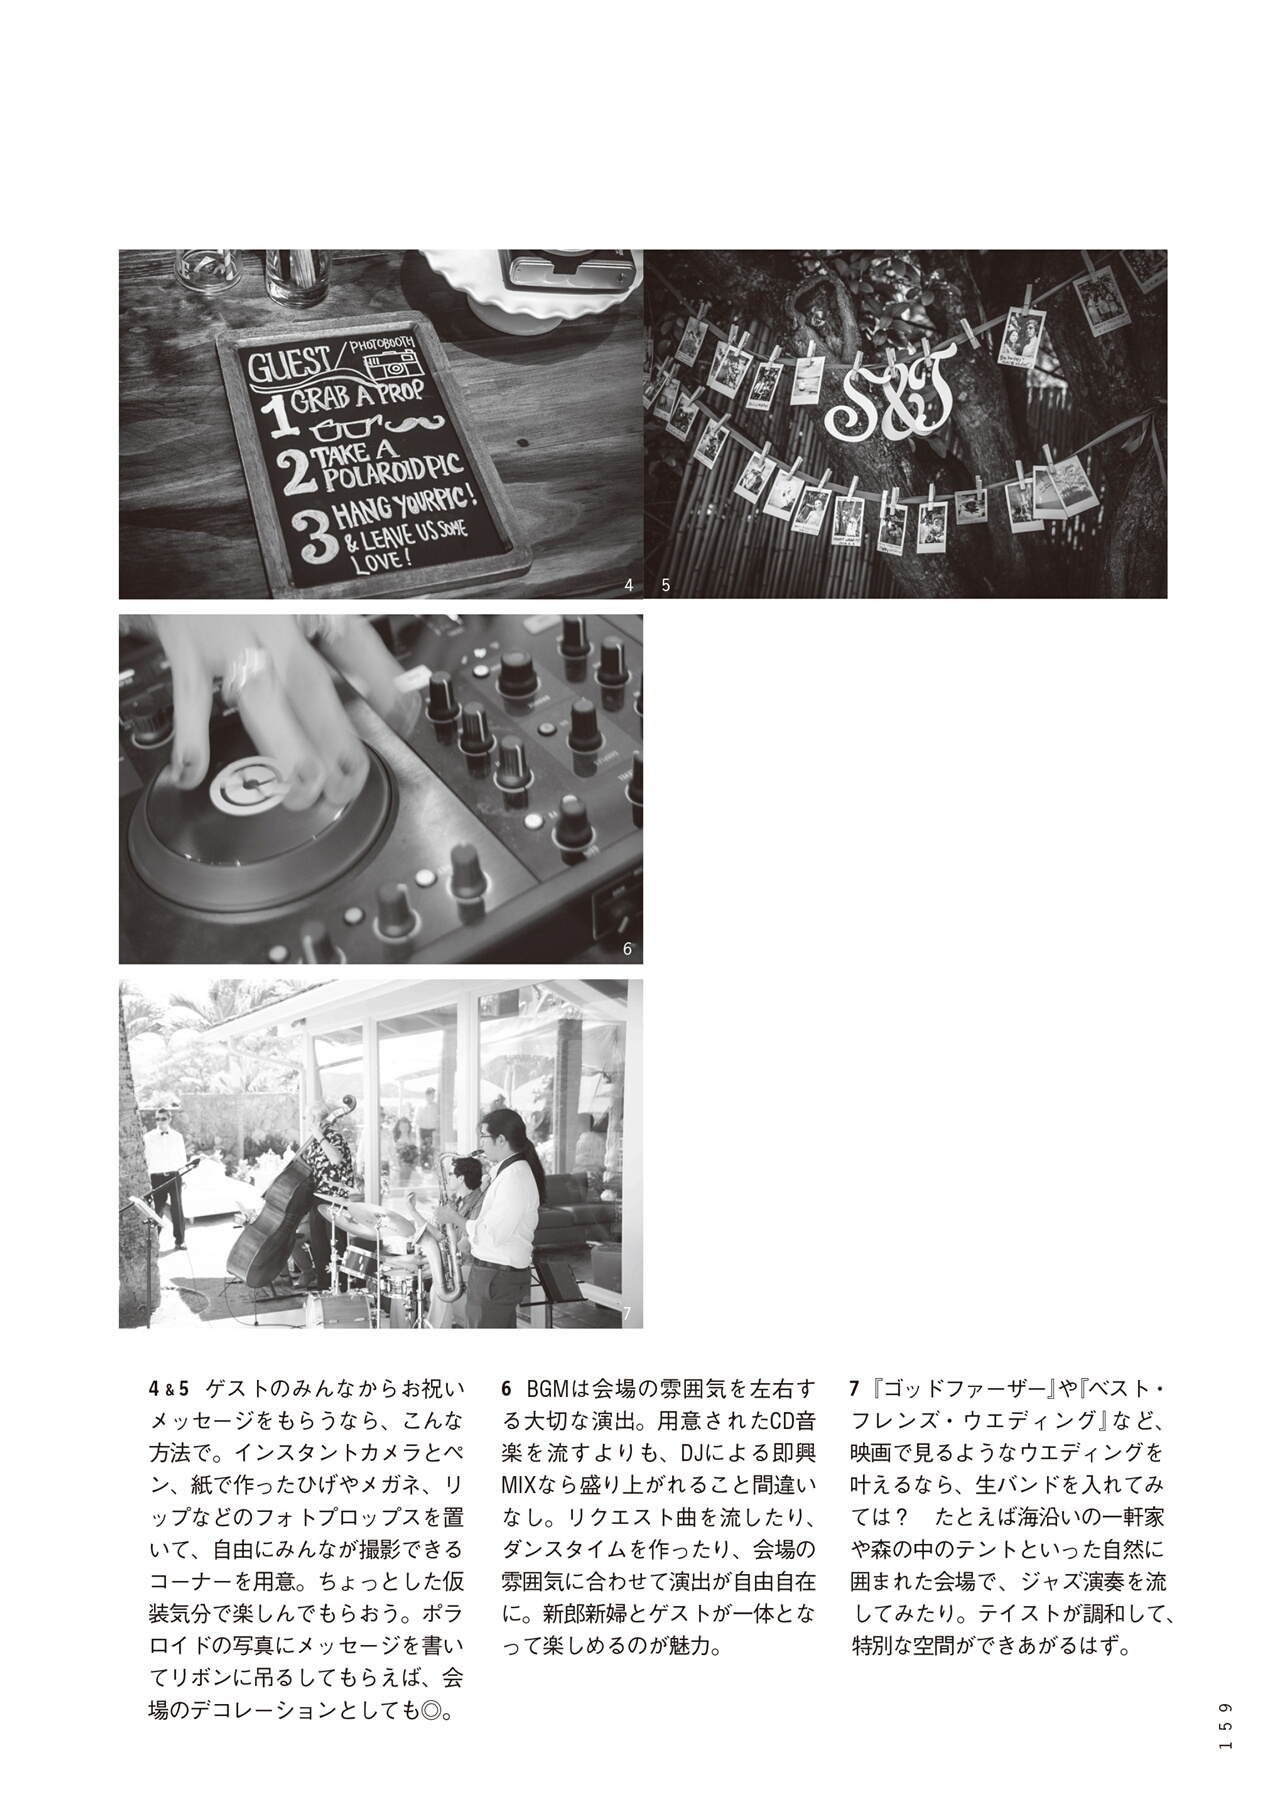 GUEST / PHOTOBOOTH
1 GRAB A PROP
2 TAKE A
POLAROID PIC
3 HANG YOUR PIC!
& LEAVE US SOME
LOVE!
4
S&J
5
6
7
4 & 5 ゲストのみんなからお祝い
メッセージをもらうなら、こんな
方法で。インスタントカメラとペ
ン、紙で作ったひげやメガネ、リ
ップなどのフォトプロップスを置
いて、自由にみんなが撮影できる
コーナーを用意。ちょっとした仮
装気分で楽しんでもらおう。ポラ
ロイドの写真にメッセージを書い
てリボンに吊るしてもらえば、会
場のデコレーションとしても◎。
6 BGMは会場の雰囲気を左右す
る大切な演出。用意されたCD音
楽を流すよりも、DJによる即興
MIXなら盛り上がれること間違い
なし。リクエスト曲を流したり、
ダンスタイムを作ったり、会場の
雰囲気に合わせて演出が自由自在
に。新郎新婦とゲストが一体とな
って楽しめるのが魅力。
7 『ゴッドファーザー』や『ベスト・
フレンズ・ウエディング』など、
映画で見るようなウエディングを
叶えるなら、生バンドを入れてみ
ては？　たとえば海沿いの一軒家
や森の中のテントといった自然に
囲まれた会場で、ジャズ演奏を流
してみたり。テイストが調和して、
特別な空間ができあがるはず。
159